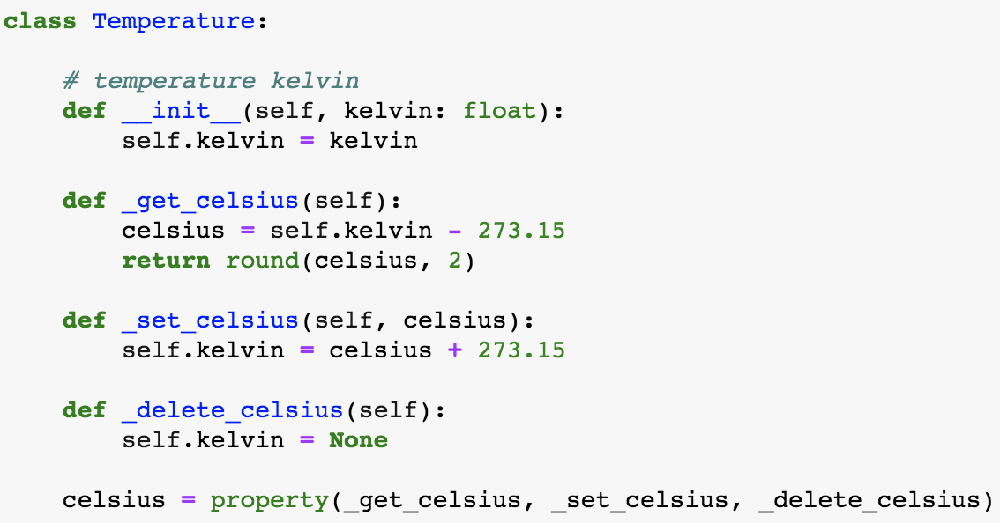 class Temperature:
    # temperature kelvin
    def __init__(self, kelvin: float):
        self.kelvin = kelvin
    def _get_celsius(self):
        celsius = self.kelvin - 273.15
        return round(celsius, 2)
    def _set_celsius(self, celsius):
        self.kelvin = celsius + 273.15
    def _delete_celsius(self):
        self.kelvin = None
    celsius = property(_get_celsius, _set_celsius, _delete_celsius)